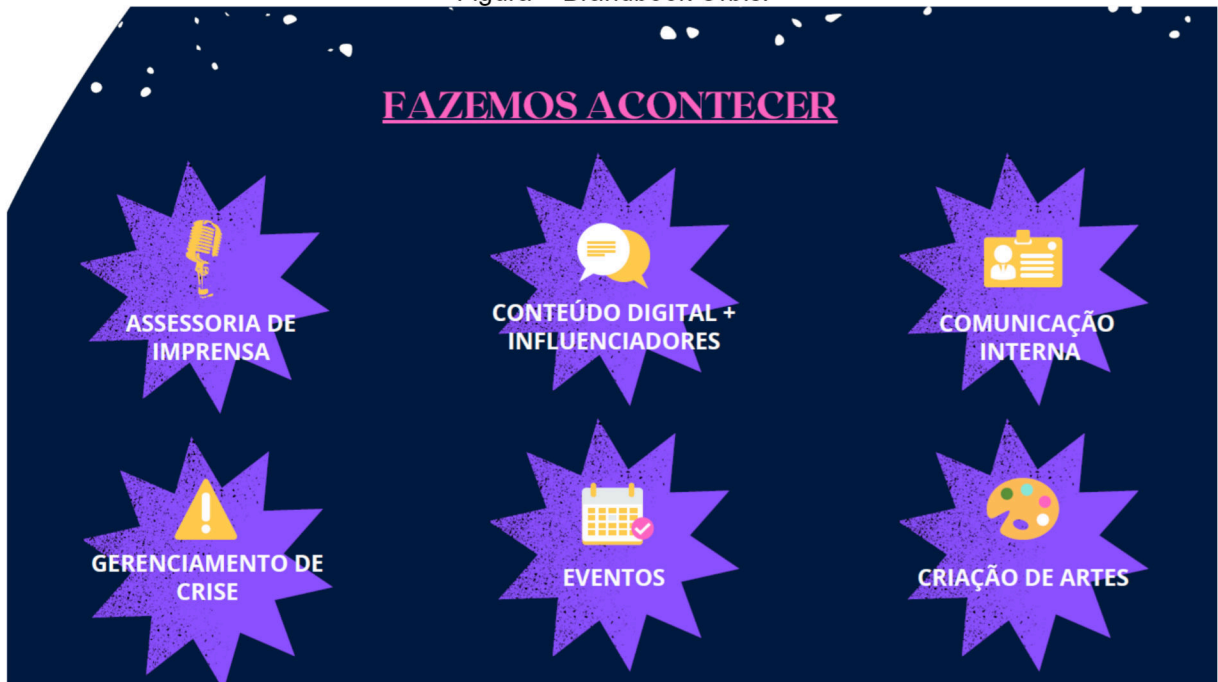 FAZEMOS ACONTECER
ASSESSORIA DE
IMPRENSA
CONTEÚDO DIGITAL +
INFLUENCIADORES
COMUNICAÇÃO
INTERNA
GERENCIAMENTO DE
CRISE
EVENTOS
CRIAÇÃO DE ARTES